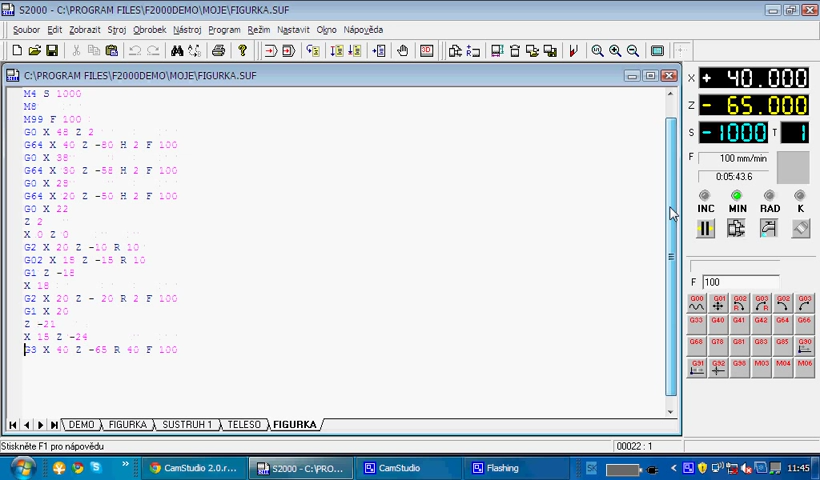 S2000 - C:\PROGRAM FILES\F2000DEMO\MOJE\FIGURKA.SUF
Soubor Edit Zobrazit Stroj Obrobek Nástroj Program Režim Nastavit Okno Nápověda
C:\PROGRAM FILES\F2000DEMO\MOJE\FIGURKA.SUF
M4 S 1000
M8
M99 F 100
G0 X 48 Z 2
G64 X 40 Z -80 H 2 F 100
G0 X 38
G64 X 30 Z -58 H 2 F 100
G0 X 28
G64 X 20 Z -50 H 2 F 100
G0 X 22
Z 2
X 0 Z 0
G2 X 20 Z -10 R 10
G02 X 15 Z -15 R 10
G1 Z -18
X 18
G2 X 20 Z - 20 R 2 F 100
G1 X 20
Z -21
X 15 Z -24
G3 X 40 Z -65 R 40 F 100
DEMO FIGURKA SUSTRUH 1 TELESO FIGURKA
Stiskněte F1 pro nápovědu
00022 : 1
X + 40.000
Z - 65.000
S -1000 T 1
F 100 mm/min
0:05:43.6
INC MIN RAD K
F 100
G00 G01 G02 R G03 R G02 G03
G33 G40 G41 G42 G64 G66
G68 G78 G81 G83 G85 G90
G91 G92 G98 M03 M04 M06
CamStudio 2.0.r...
S2000 - C:\PRO...
CamStudio
Flashing
SK
11:45